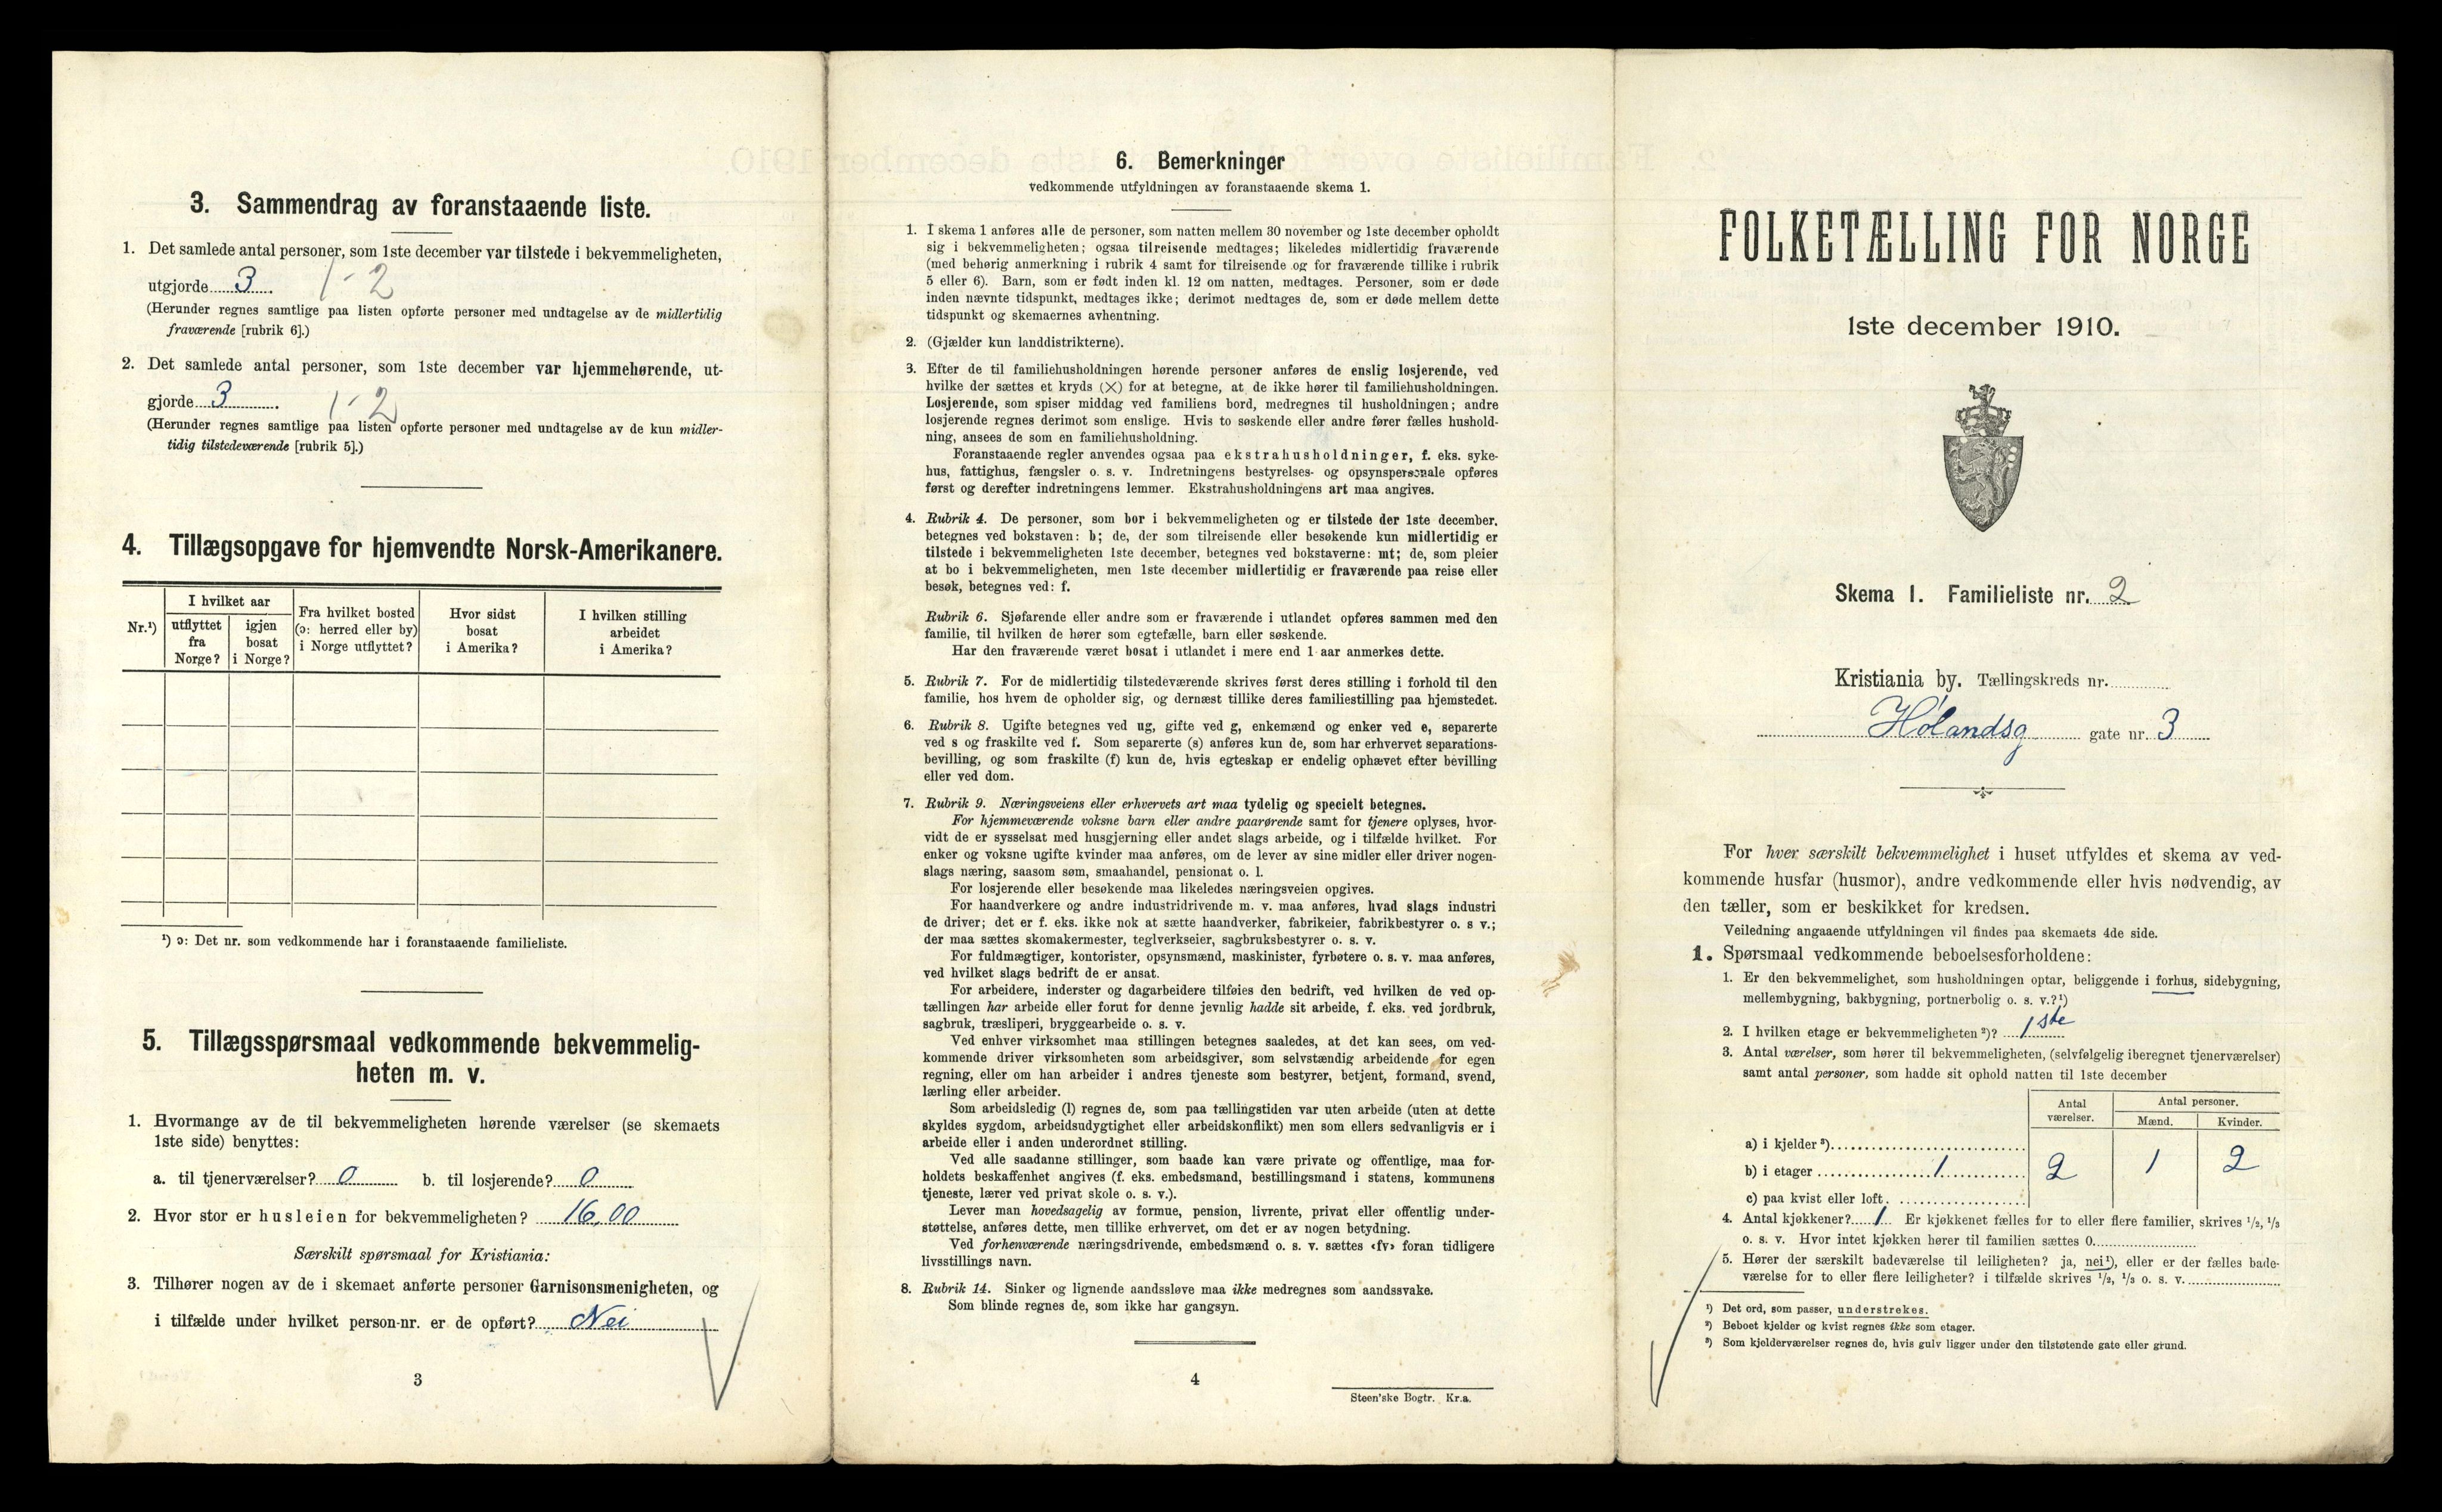 3. Sammendrag av foranstaaende liste.
1. Det samlede antal personer, som 1ste december var tilstede i bekvemmeligheten,
utgjorde 3. 1-2
(Herunder regnes samtlige paa listen opførte personer med undtagelse av de midlertidig
fraværende [rubrik 6].)
2. Det samlede antal personer, som 1ste december var hjemmehørende, ut-
gjorde 3. 1-2
(Herunder regnes samtlige paa listen opførte personer med undtagelse av de kun midler-
tidig tilstedeværende [rubrik 5].)
4. Tillægsopgave for hjemvendte Norsk-Amerikanere.
Nr.¹)
I hvilket aar
utflyttet
fra
Norge?
igjen
bosat
i Norge?
Fra hvilket bosted
(ɔ: herred eller by)
i Norge utflyttet?
Hvor sidst
bosat
i Amerika?
I hvilken stilling
arbeidet
i Amerika?
¹) ɔ: Det nr. som vedkommende har i foranstaaende familieliste.
5. Tillægsspørsmaal vedkommende bekvemmelig-
heten m. v.
1. Hvormange av de til bekvemmeligheten hørende værelser (se skemaets
1ste side) benyttes:
a. til tjenerværelser? 0 b. til losjerende? 0
2. Hvor stor er husleien for bekvemmeligheten? 16,00
Særskilt spørsmaal for Kristiania:
3. Tilhører nogen av de i skemaet anførte personer Garnisonsmenigheten, og
i tilfælde under hvilket person-nr. er de opført? Nei
3
6. Bemerkninger
vedkommende utfyldningen av foranstaaende skema 1.
1. I skema 1 anføres alle de personer, som natten mellem 30 november og 1ste december opholdt
sig i bekvemmeligheten; ogsaa tilreisende medtages; likeledes midlertidig fraværende
(med behørig anmerkning i rubrik 4 samt for tilreisende og for fraværende tillike i rubrik
5 eller 6). Barn, som er født inden kl. 12 om natten, medtages. Personer, som er døde
inden nævnte tidspunkt, medtages ikke; derimot medtages de, som er døde mellem dette
tidspunkt og skemaernes avhentning.
2. (Gjælder kun landdistrikterne).
3. Efter de til familiehusholdningen hørende personer anføres de enslig losjerende, ved
hvilke der sættes et kryds (×) for at betegne, at de ikke hører til familiehusholdningen.
Losjerende, som spiser middag ved familiens bord, medregnes til husholdningen; andre
losjerende regnes derimot som enslige. Hvis to søskende eller andre fører fælles hushold-
ning, ansees de som en familiehusholdning.
Foranstaaende regler anvendes ogsaa paa ekstrahusholdninger, f. eks. syke-
hus, fattighus, fængsler o. s. v. Indretningens bestyrelses- og opsynspersonale opføres
først og derefter indretningens lemmer. Ekstrahusholdningens art maa angives.
4. Rubrik 4. De personer, som bor i bekvemmeligheten og er tilstede der 1ste december,
betegnes ved bokstaven: b; de, der som tilreisende eller besøkende kun midlertidig er
tilstede i bekvemmeligheten 1ste december, betegnes ved bokstaverne: mt; de, som pleier
at bo i bekvemmeligheten, men 1ste december midlertidig er fraværende paa reise eller
besøk, betegnes ved: f.
Rubrik 6. Sjøfarende eller andre som er fraværende i utlandet opføres sammen med den
familie, til hvilken de hører som egtefælle, barn eller søskende.
Har den fraværende været bosat i utlandet i mere end 1 aar anmerkes dette.
5. Rubrik 7. For de midlertidig tilstedeværende skrives først deres stilling i forhold til den
familie, hos hvem de opholder sig, og dernæst tillike deres familiestilling paa hjemstedet.
6. Rubrik 8. Ugifte betegnes ved ug, gifte ved g, enkemænd og enker ved e, separerte
ved s og fraskilte ved f. Som separerte (s) anføres kun de, som har erhvervet separations-
bevilling, og som fraskilte (f) kun de, hvis egteskap er endelig ophævet efter bevilling
eller ved dom.
7. Rubrik 9. Næringsveiens eller erhvervets art maa tydelig og specielt betegnes.
For hjemmeværende voksne barn eller andre paarørende samt for tjenere oplyses, hvor-
vidt de er sysselsat med husgjerning eller andet slags arbeide, og i tilfælde hvilket. For
enker og voksne ugifte kvinder maa anføres, om de lever av sine midler eller driver nogen-
slags næring, saasom søm, smaahandel, pensionat o. l.
For losjerende eller besøkende maa likeledes næringsveien opgives.
For haandverkere og andre industridrivende m. v. maa anføres, hvad slags industri
de driver; det er f. eks. ikke nok at sætte haandverker, fabrikeier, fabrikbestyrer o. s v.;
der maa sættes skomakermester, teglverkseier, sagbruksbestyrer o. s. v.
For fuldmægtiger, kontorister, opsynsmænd, maskinister, fyrbøtere o. s. v. maa anføres,
ved hvilket slags bedrift de er ansat.
For arbeidere, inderster og dagarbeidere tilføies den bedrift, ved hvilken de ved op-
tællingen har arbeide eller forut for denne jevnlig hadde sit arbeide, f. eks. ved jordbruk,
sagbruk, træsliperi, bryggearbeide o. s. v.
Ved enhver virksomhet maa stillingen betegnes saaledes, at det kan sees, om ved-
kommende driver virksomheten som arbeidsgiver, som selvstændig arbeidende for egen
regning, eller om han arbeider i andres tjeneste som bestyrer, betjent, formand, svend,
lærling eller arbeider.
Som arbeidsledig (l) regnes de, som paa tællingstiden var uten arbeide (uten at dette
skyldes sygdom, arbeidsudygtighet eller arbeidskonflikt) men som ellers sedvanligvis er i
arbeide eller i anden underordnet stilling.
Ved alle saadanne stillinger, som baade kan være private og offentlige, maa for-
holdets beskaffenhet angives (f. eks. embedsmand, bestillingsmand i statens, kommunens
tjeneste, lærer ved privat skole o. s. v.).
Lever man hovedsagelig av formue, pension, livrente, privat eller offentlig under-
støttelse, anføres dette, men tillike erhvervet, om det er av nogen betydning.
Ved forhenværende næringsdrivende, embedsmænd o. s. v. sættes «fv» foran tidligere
livsstillings navn.
8. Rubrik 14. Sinker og lignende aandssløve maa ikke medregnes som aandssvake.
Som blinde regnes de, som ikke har gangsyn.
4
Steen'ske Bogtr. Kr.a.
FOLKETÆLLING FOR NORGE
1ste december 1910.
Skema 1. Familieliste nr. 2
Kristiania by. Tællingskreds nr.
Hölandsg gate nr. 3
For hver særskilt bekvemmelighet i huset utfyldes et skema av ved-
kommende husfar (husmor), andre vedkommende eller hvis nødvendig, av
den tæller, som er beskikket for kredsen.
Veiledning angaaende utfyldningen vil findes paa skemaets 4de side.
1. Spørsmaal vedkommende beboelsesforholdene:
1. Er den bekvemmelighet, som husholdningen optar, beliggende i forhus, sidebygning,
mellembygning, bakbygning, portnerbolig o. s. v.?¹)
2. I hvilken etage er bekvemmeligheten²)? 1ste
3. Antal værelser, som hører til bekvemmeligheten, (selvfølgelig iberegnet tjenerværelser)
samt antal personer, som hadde sit ophold natten til 1ste december
Antal
værelser.
Antal personer.
Mænd. Kvinder.
a) i kjelder³)
b) i etager 1 2 1 2
c) paa kvist eller loft.
4. Antal kjøkkener? 1 Er kjøkkenet fælles for to eller flere familier, skrives ¹/₂, ¹/₃
o. s. v. Hvor intet kjøkken hører til familien sættes 0.
5. Hører der særskilt badeværelse til leiligheten? ja, nei¹), eller er der fælles bade-
værelse for to eller flere leiligheter? i tilfælde skrives ¹/₂, ¹/₃ o. s. v.
¹) Det ord, som passer, understrekes.
²) Beboet kjelder og kvist regnes ikke som etager.
³) Som kjelderværelser regnes de, hvis gulv ligger under den tilstøtende gate eller grund.